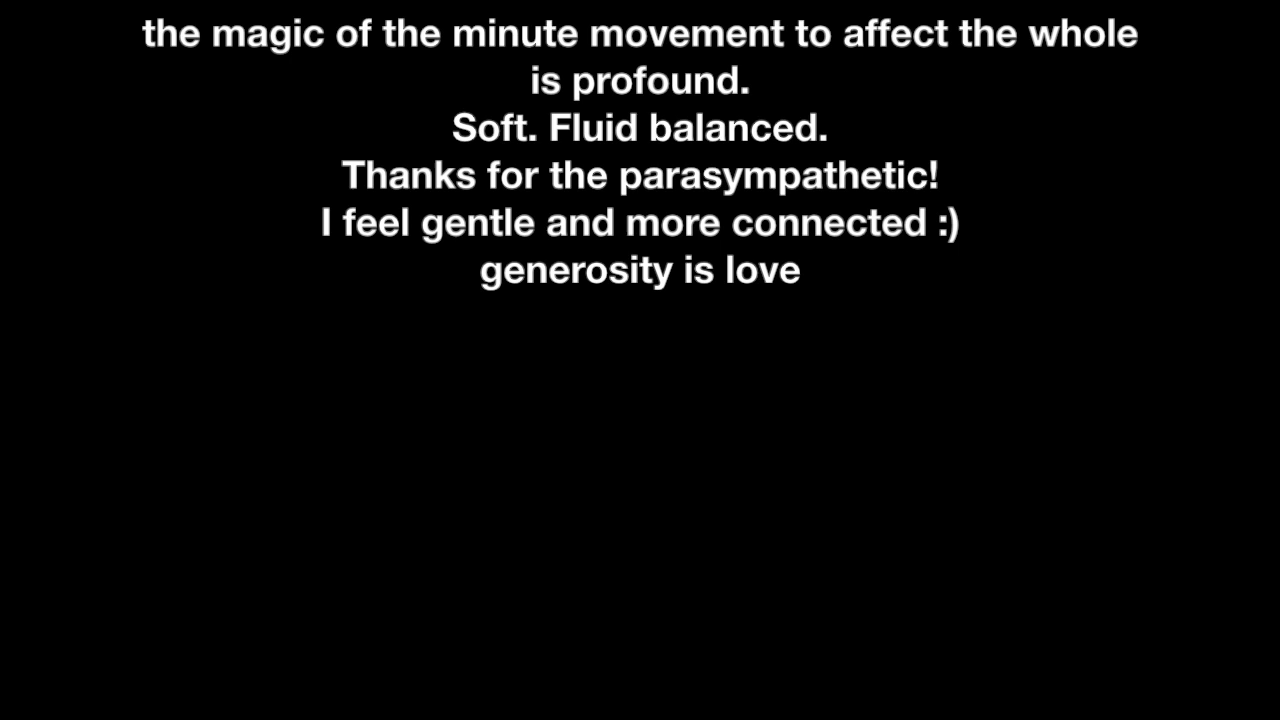 the magic of the minute movement to affect the whole
is profound.
Soft. Fluid balanced.
Thanks for the parasympathetic!
I feel gentle and more connected :)
generosity is love